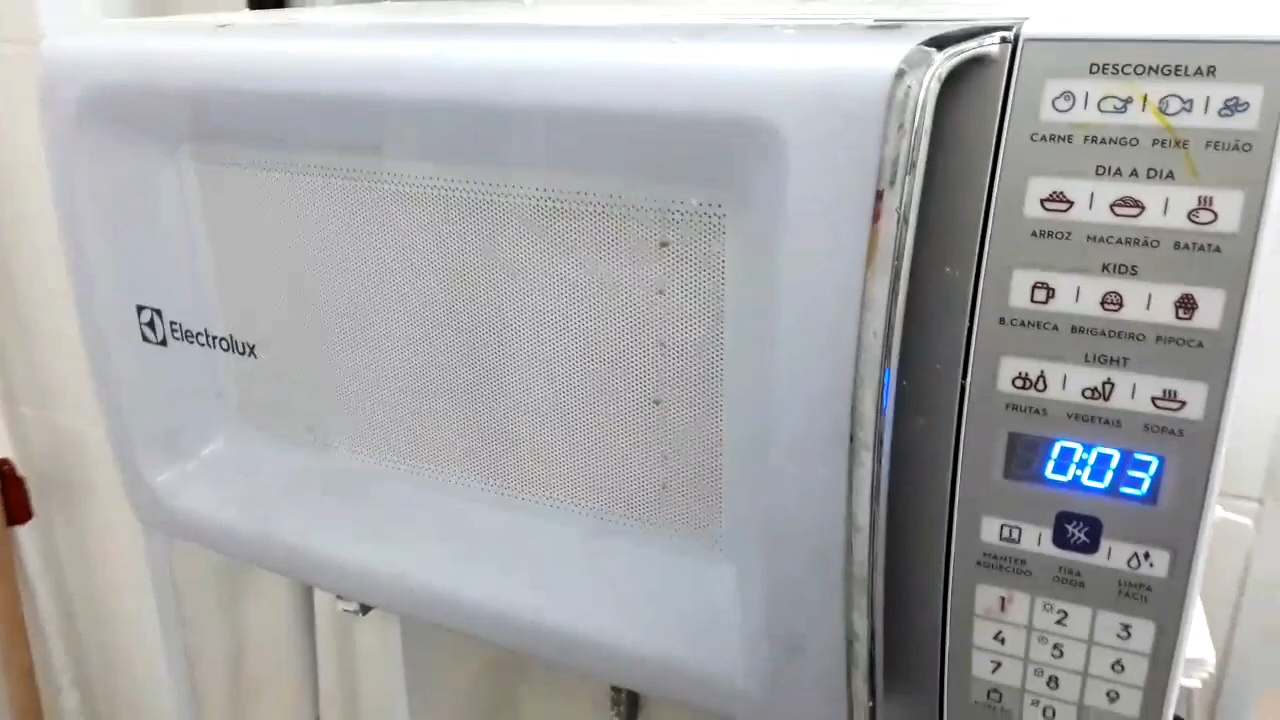 Electrolux
DESCONGELAR
CARNE FRANGO PEIXE FEIJÃO
DIA A DIA
ARROZ MACARRÃO BATATA
KIDS
B.CANECA BRIGADEIRO PIPOCA
LIGHT
FRUTAS VEGETAIS SOPAS
0:03
MANTER AQUECIDO
TIRA ODOR
LIMPA FÁCIL
1 2 3
4 5 6
7 8 9
0